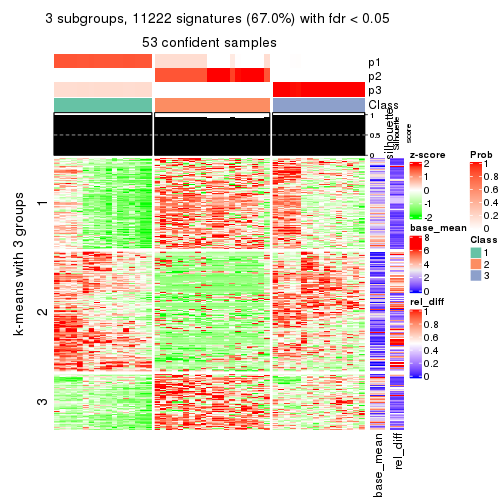 3 subgroups, 11222 signatures (67.0%) with fdr < 0.05
53 confident samples
p1
p2
p3
Class
1
0.5
0
silhouette
Silhouette
score
k-means with 3 groups
1
2
3
base_mean
rel_diff
z-score
2
1
0
-1
-2
base_mean
8
6
4
2
0
rel_diff
1
0.8
0.6
0.4
0.2
0
Prob
1
0.8
0.6
0.4
0.2
0
Class
1
2
3